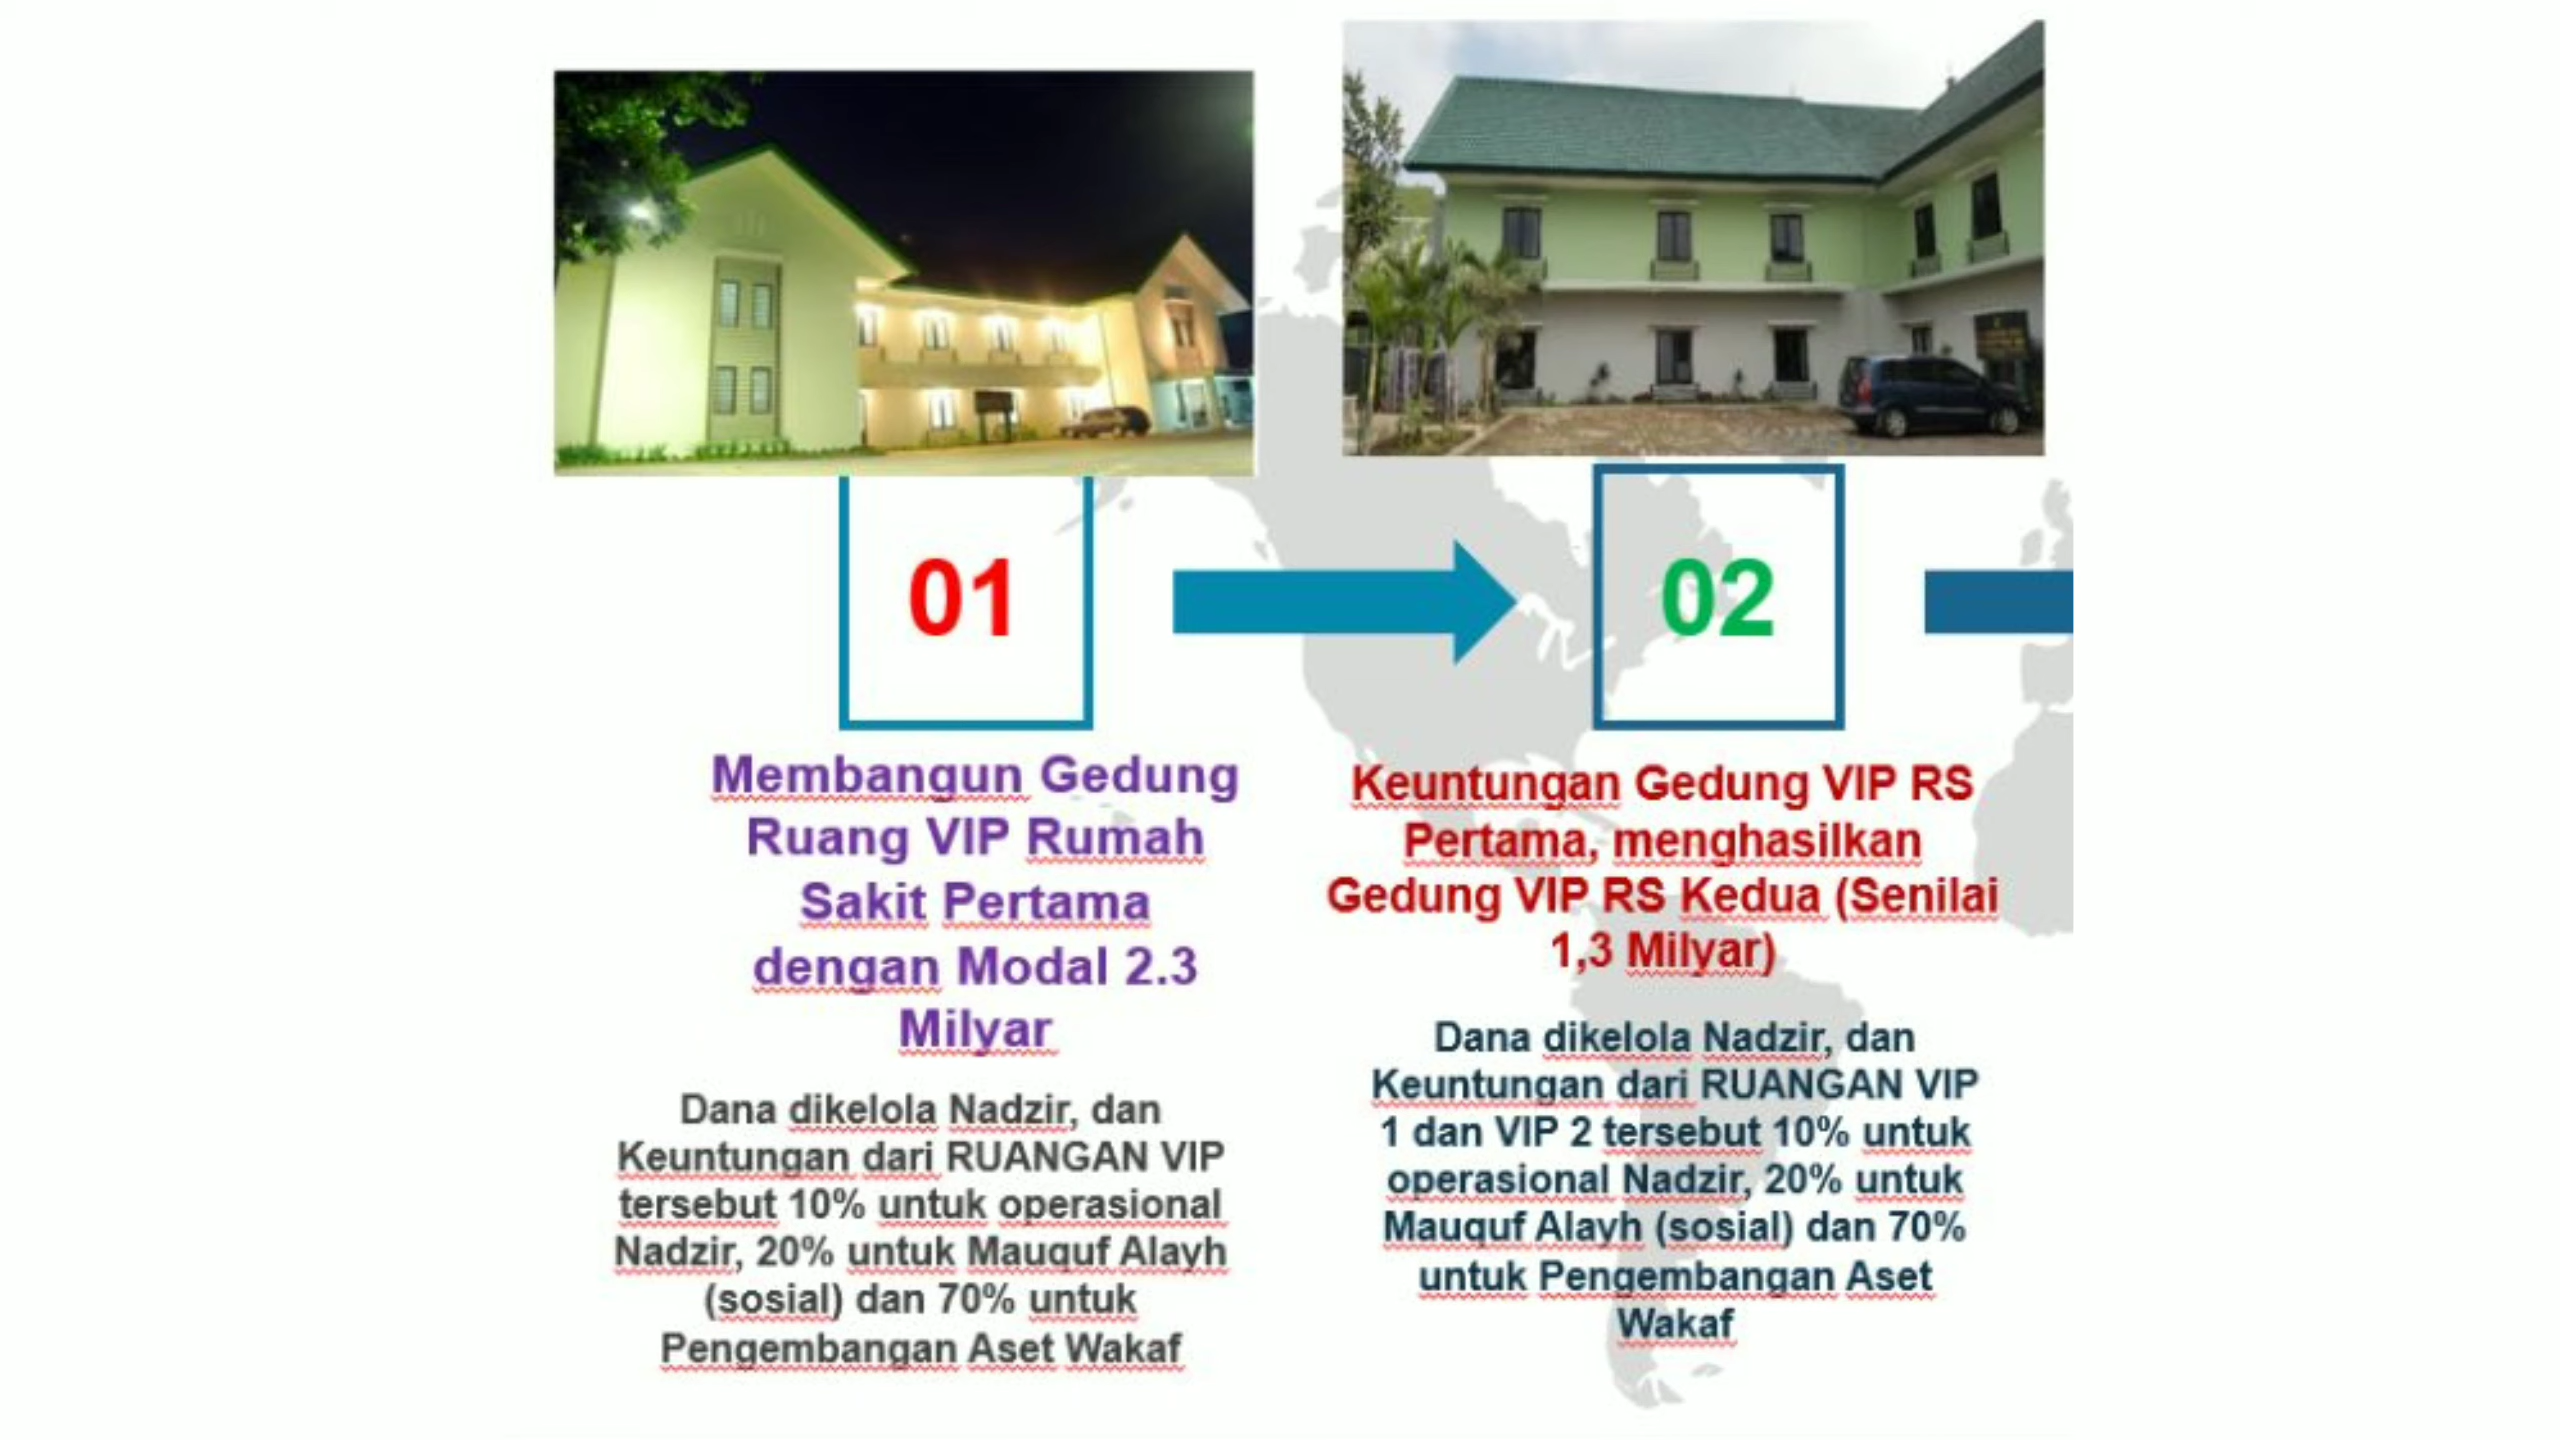 01
Membangun Gedung
Ruang VIP Rumah
Sakit Pertama
dengan Modal 2.3
Milyar
Dana dikelola Nadzir, dan
Keuntungan dari RUANGAN VIP
tersebut 10% untuk operasional
Nadzir, 20% untuk Mauquf Alayh
(sosial) dan 70% untuk
Pengembangan Aset Wakaf
02
Keuntungan Gedung VIP RS
Pertama, menghasilkan
Gedung VIP RS Kedua (Senilai
1,3 Milyar)
Dana dikelola Nadzir, dan
Keuntungan dari RUANGAN VIP
1 dan VIP 2 tersebut 10% untuk
operasional Nadzir, 20% untuk
Mauquf Alayh (sosial) dan 70%
untuk Pengembangan Aset
Wakaf